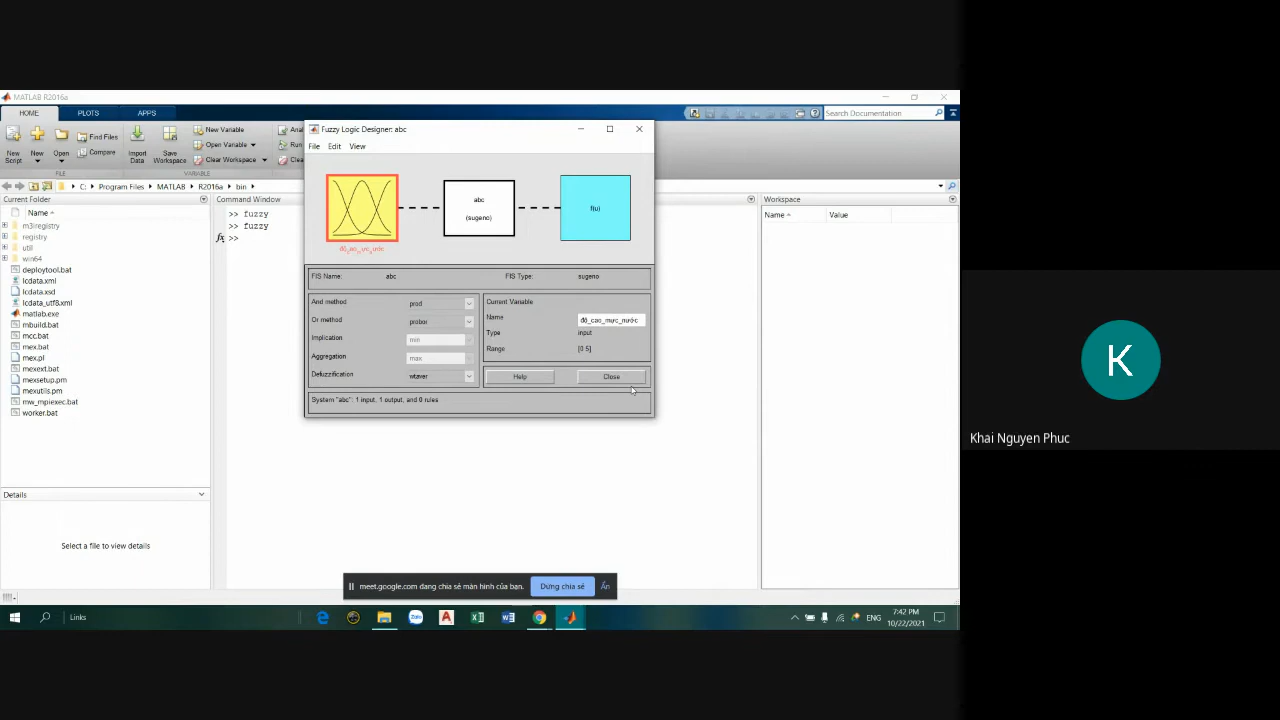 MATLAB R2016a
HOME PLOTS APPS
Search Documentation
New Script
New
Open
Find Files
Compare
Import Data
Save Workspace
New Variable
Open Variable
Clear Workspace
FILE
VARIABLE
C: Program Files MATLAB R2016a bin
Current Folder
Name
m3iregistry
registry
util
win64
deploytool.bat
lcdata.xml
lcdata.xsd
lcdata_utf8.xml
matlab.exe
mbuild.bat
mcc.bat
mex.bat
mex.pl
mexext.bat
mexsetup.pm
mexutils.pm
mw_mpiexec.bat
worker.bat
Details
Select a file to view details
Command Window
>> fuzzy
>> fuzzy
fx >>
Fuzzy Logic Designer: abc
File Edit View
abc
(sugeno)
f(u)
FIS Name: abc FIS Type: sugeno
And method prod
Or method probor
Implication min
Aggregation max
Defuzzification wtaver
Current Variable
Name độ_cao_mực_nước
Type input
Range [0 5]
Help Close
System "abc": 1 input, 1 output, and 0 rules
Workspace
Name Value
meet.google.com đang chia sẻ màn hình của bạn. Dừng chia sẻ Ẩn
Links
Zalo
ENG
7:42 PM
10/22/2021
K
Khai Nguyen Phuc